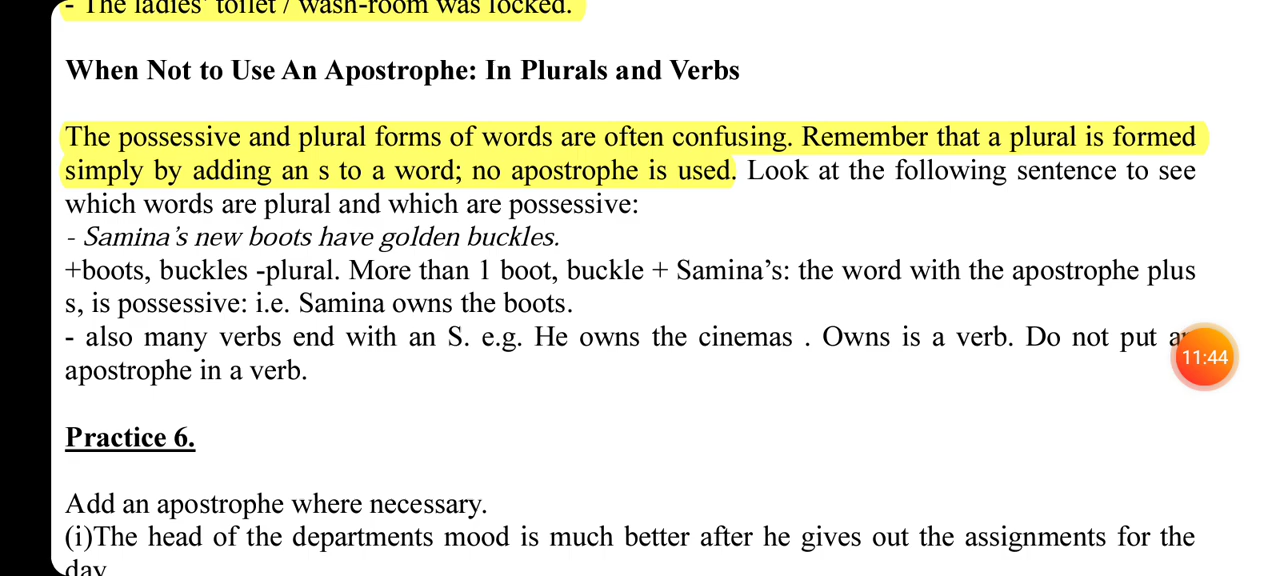 - The ladies' toilet / wash-room was locked.
When Not to Use An Apostrophe: In Plurals and Verbs
The possessive and plural forms of words are often confusing. Remember that a plural is formed
simply by adding an s to a word; no apostrophe is used. Look at the following sentence to see
which words are plural and which are possessive:
- Samina's new boots have golden buckles.
+boots, buckles -plural. More than 1 boot, buckle + Samina's: the word with the apostrophe plus
s, is possessive: i.e. Samina owns the boots.
- also many verbs end with an S. e.g. He owns the cinemas . Owns is a verb. Do not put an
11:44
apostrophe in a verb.
Practice 6.
Add an apostrophe where necessary.
(i)The head of the departments mood is much better after he gives out the assignments for the
day